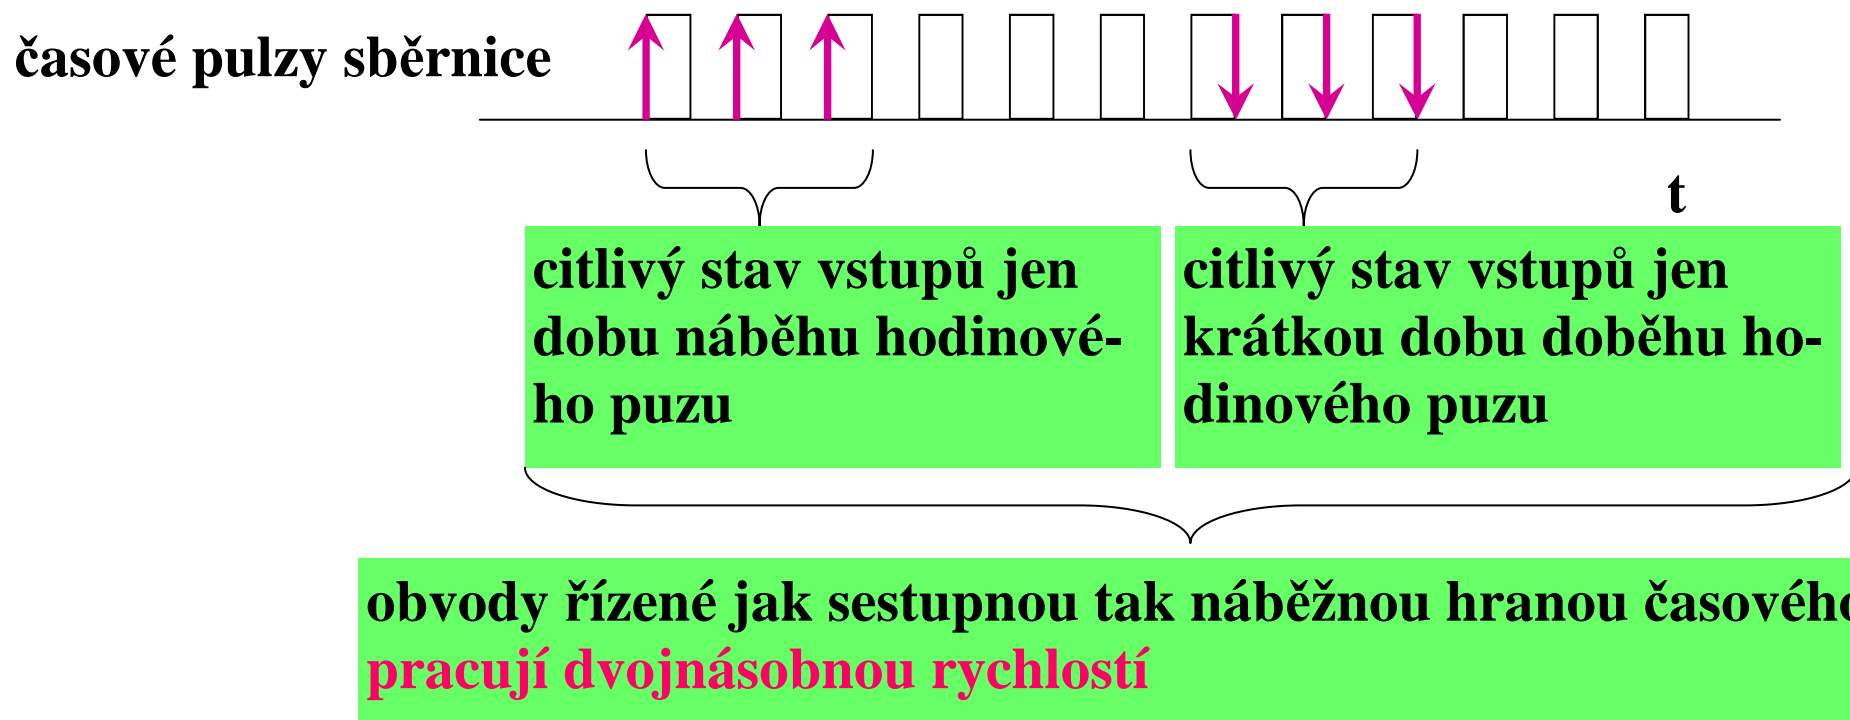 časové pulzy sběrnice
t
citlivý stav vstupů jen
dobu náběhu hodinové-
ho puzu
citlivý stav vstupů jen
krátkou dobu doběhu ho-
dinového puzu
obvody řízené jak sestupnou tak náběžnou hranou časového
pracují dvojnásobnou rychlostí